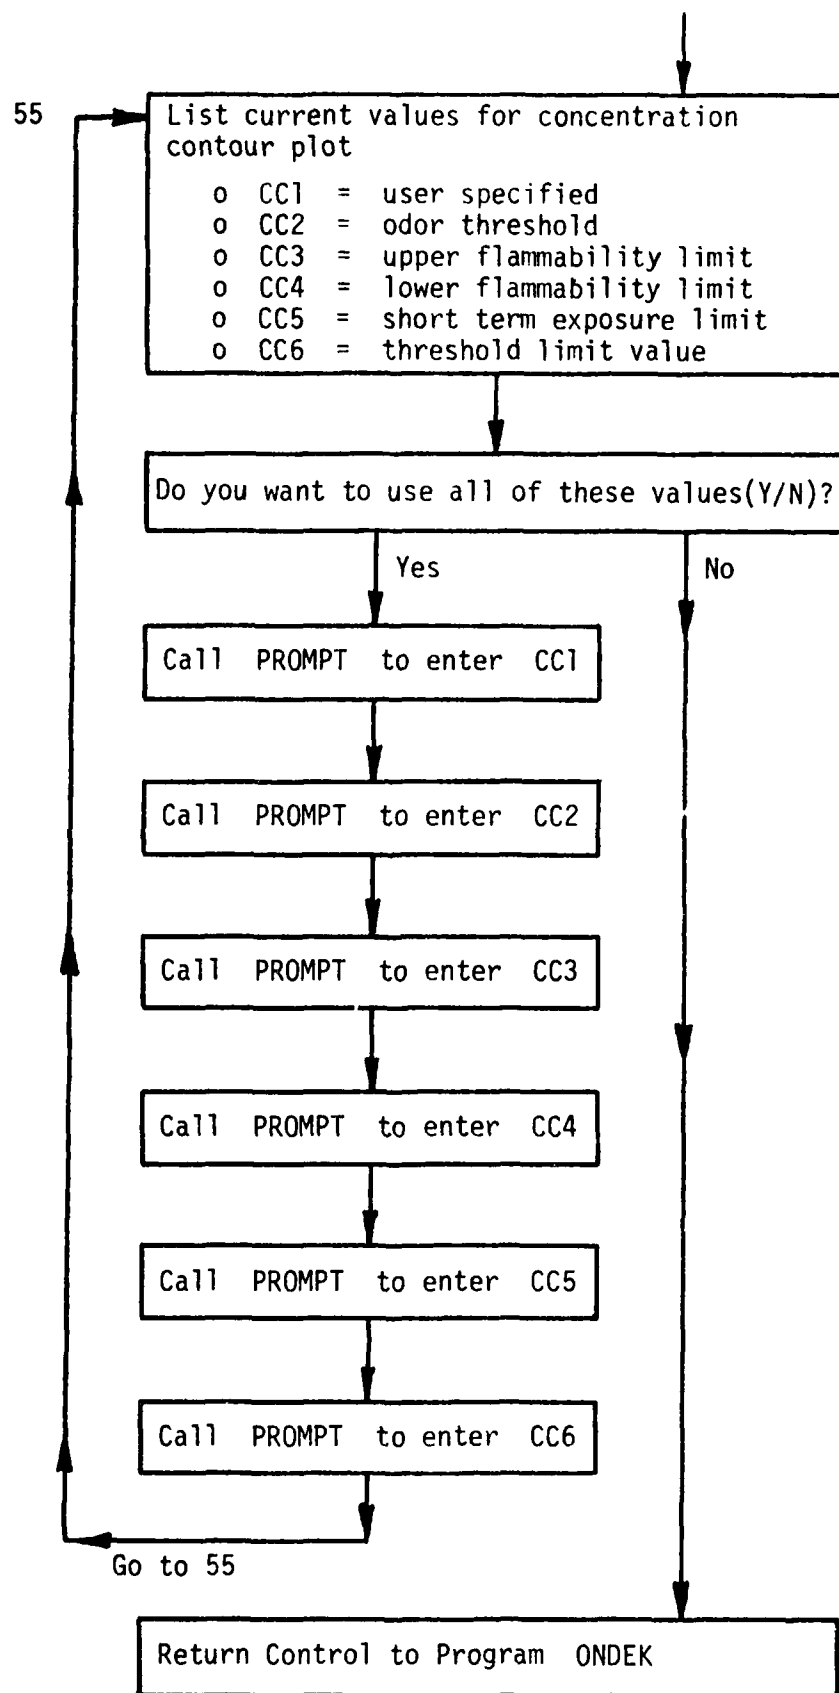 55
List current values for concentration
contour plot
o CC1 = user specified
o CC2 = odor threshold
o CC3 = upper flammability limit
o CC4 = lower flammability limit
o CC5 = short term exposure limit
o CC6 = threshold limit value
Do you want to use all of these values(Y/N)?
Yes
No
Call PROMPT to enter CC1
Call PROMPT to enter CC2
Call PROMPT to enter CC3
Call PROMPT to enter CC4
Call PROMPT to enter CC5
Call PROMPT to enter CC6
Go to 55
Return Control to Program ONDEK